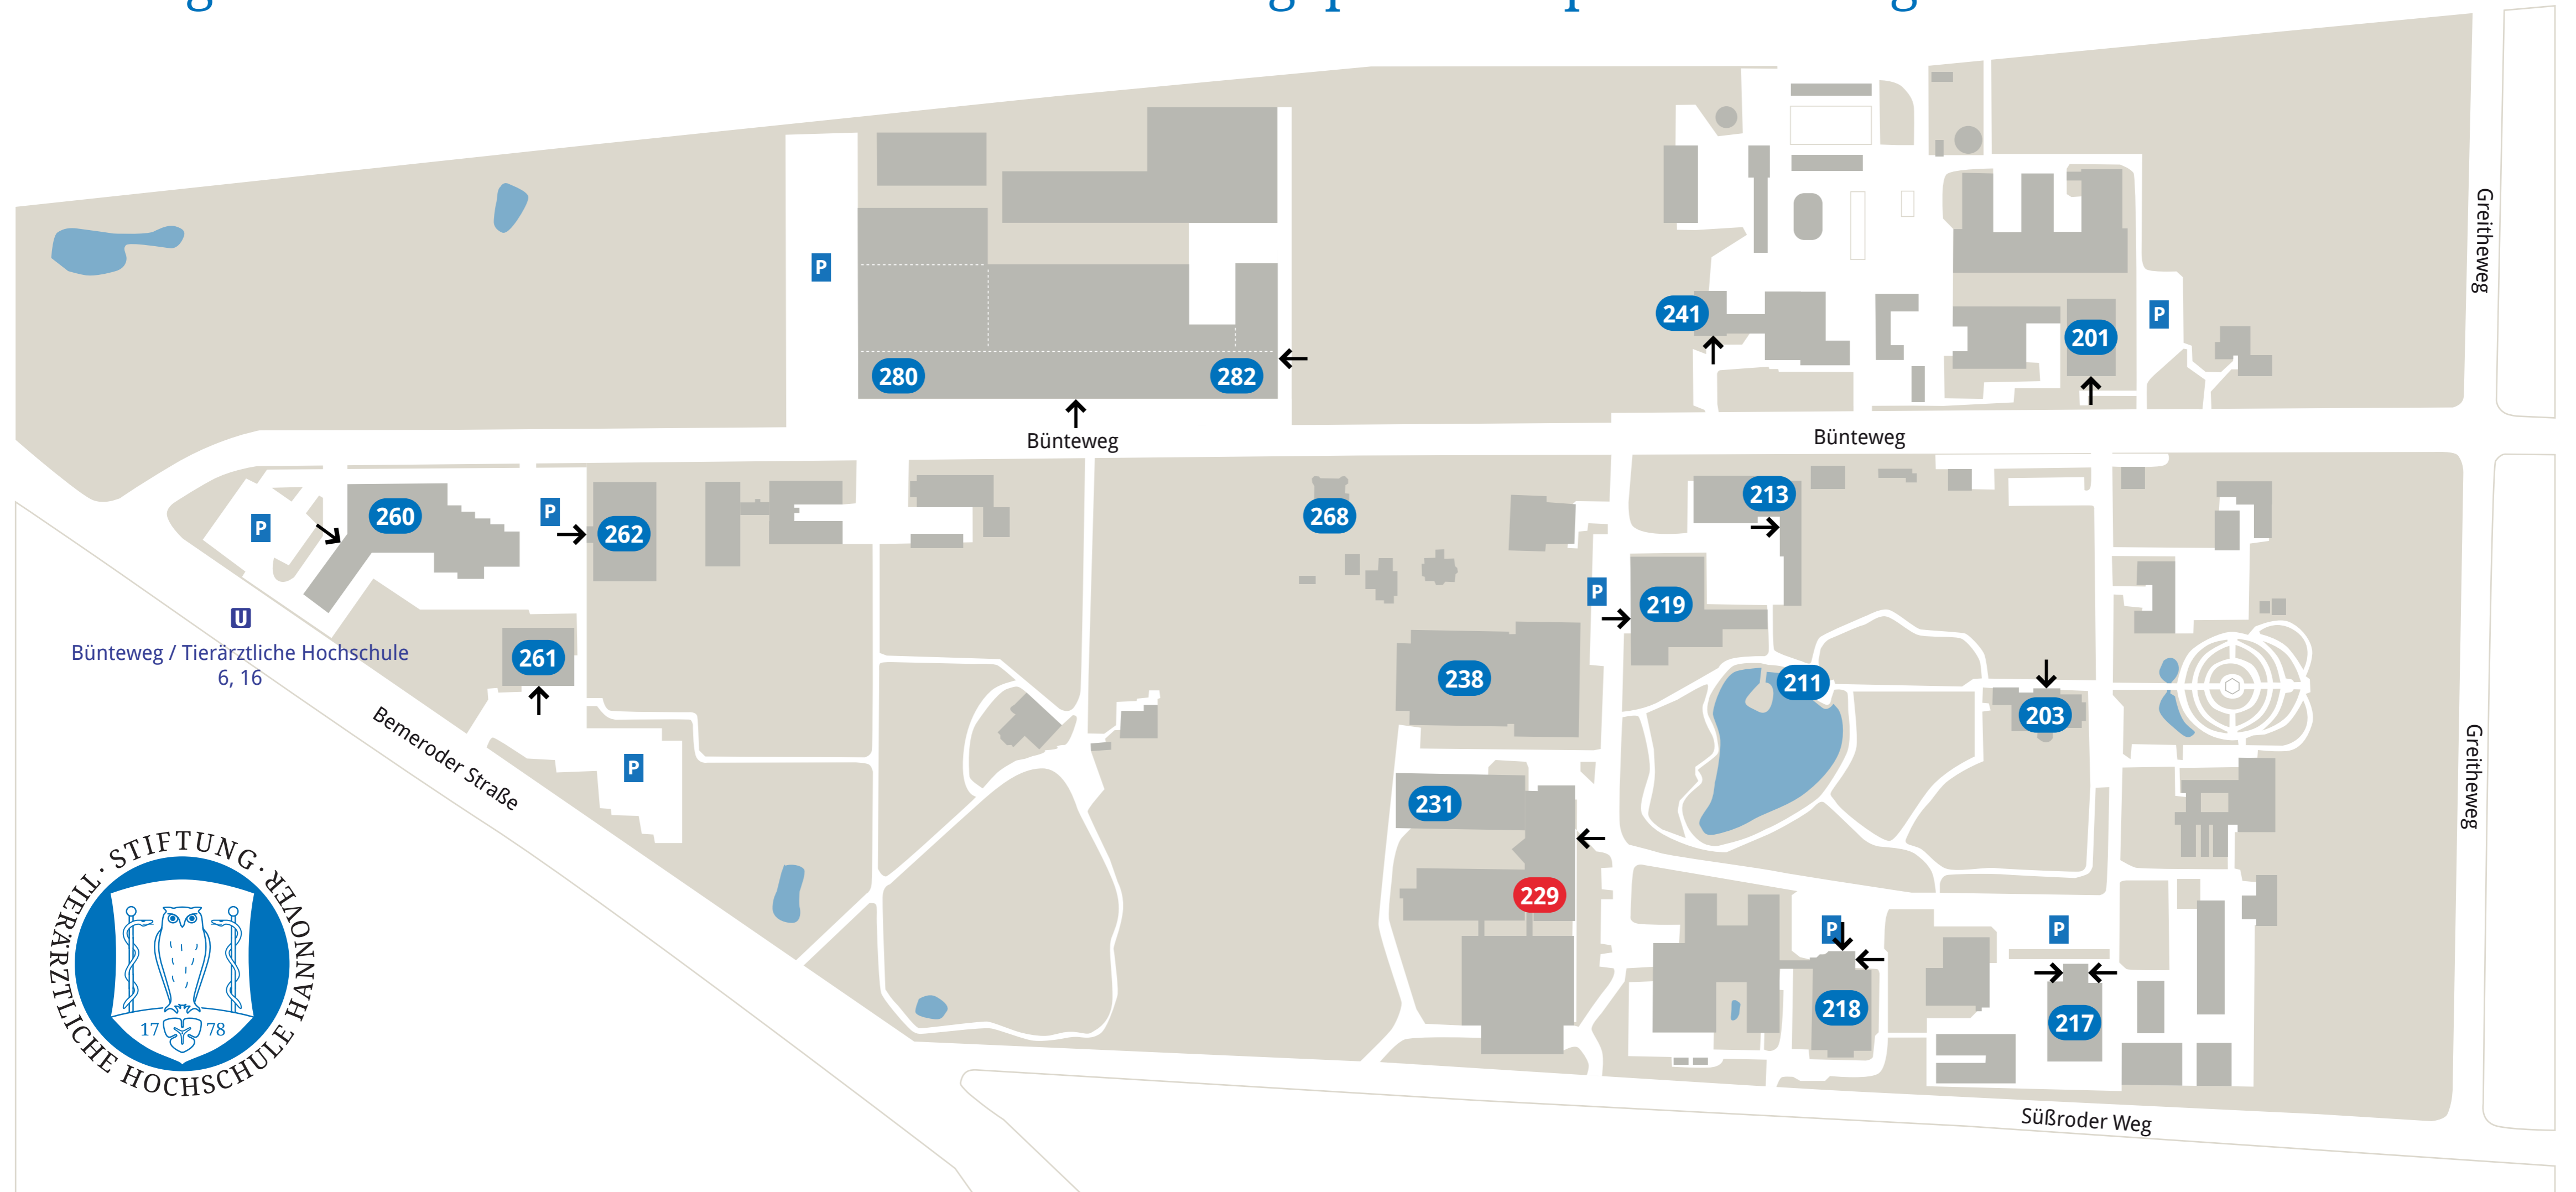 P
241
201
P
280
282
Bünteweg
Bünteweg
Greitheweg
P
260
P
262
268
213
P
219
U
Bünteweg / Tierärztliche Hochschule
6, 16
261
238
211
203
Bemeroder Straße
P
231
Greitheweg
229
P
P
218
217
Süßroder Weg
· STIFTUNG ·
TIERÄRZTLICHE HOCHSCHULE HANNOVER
17 78